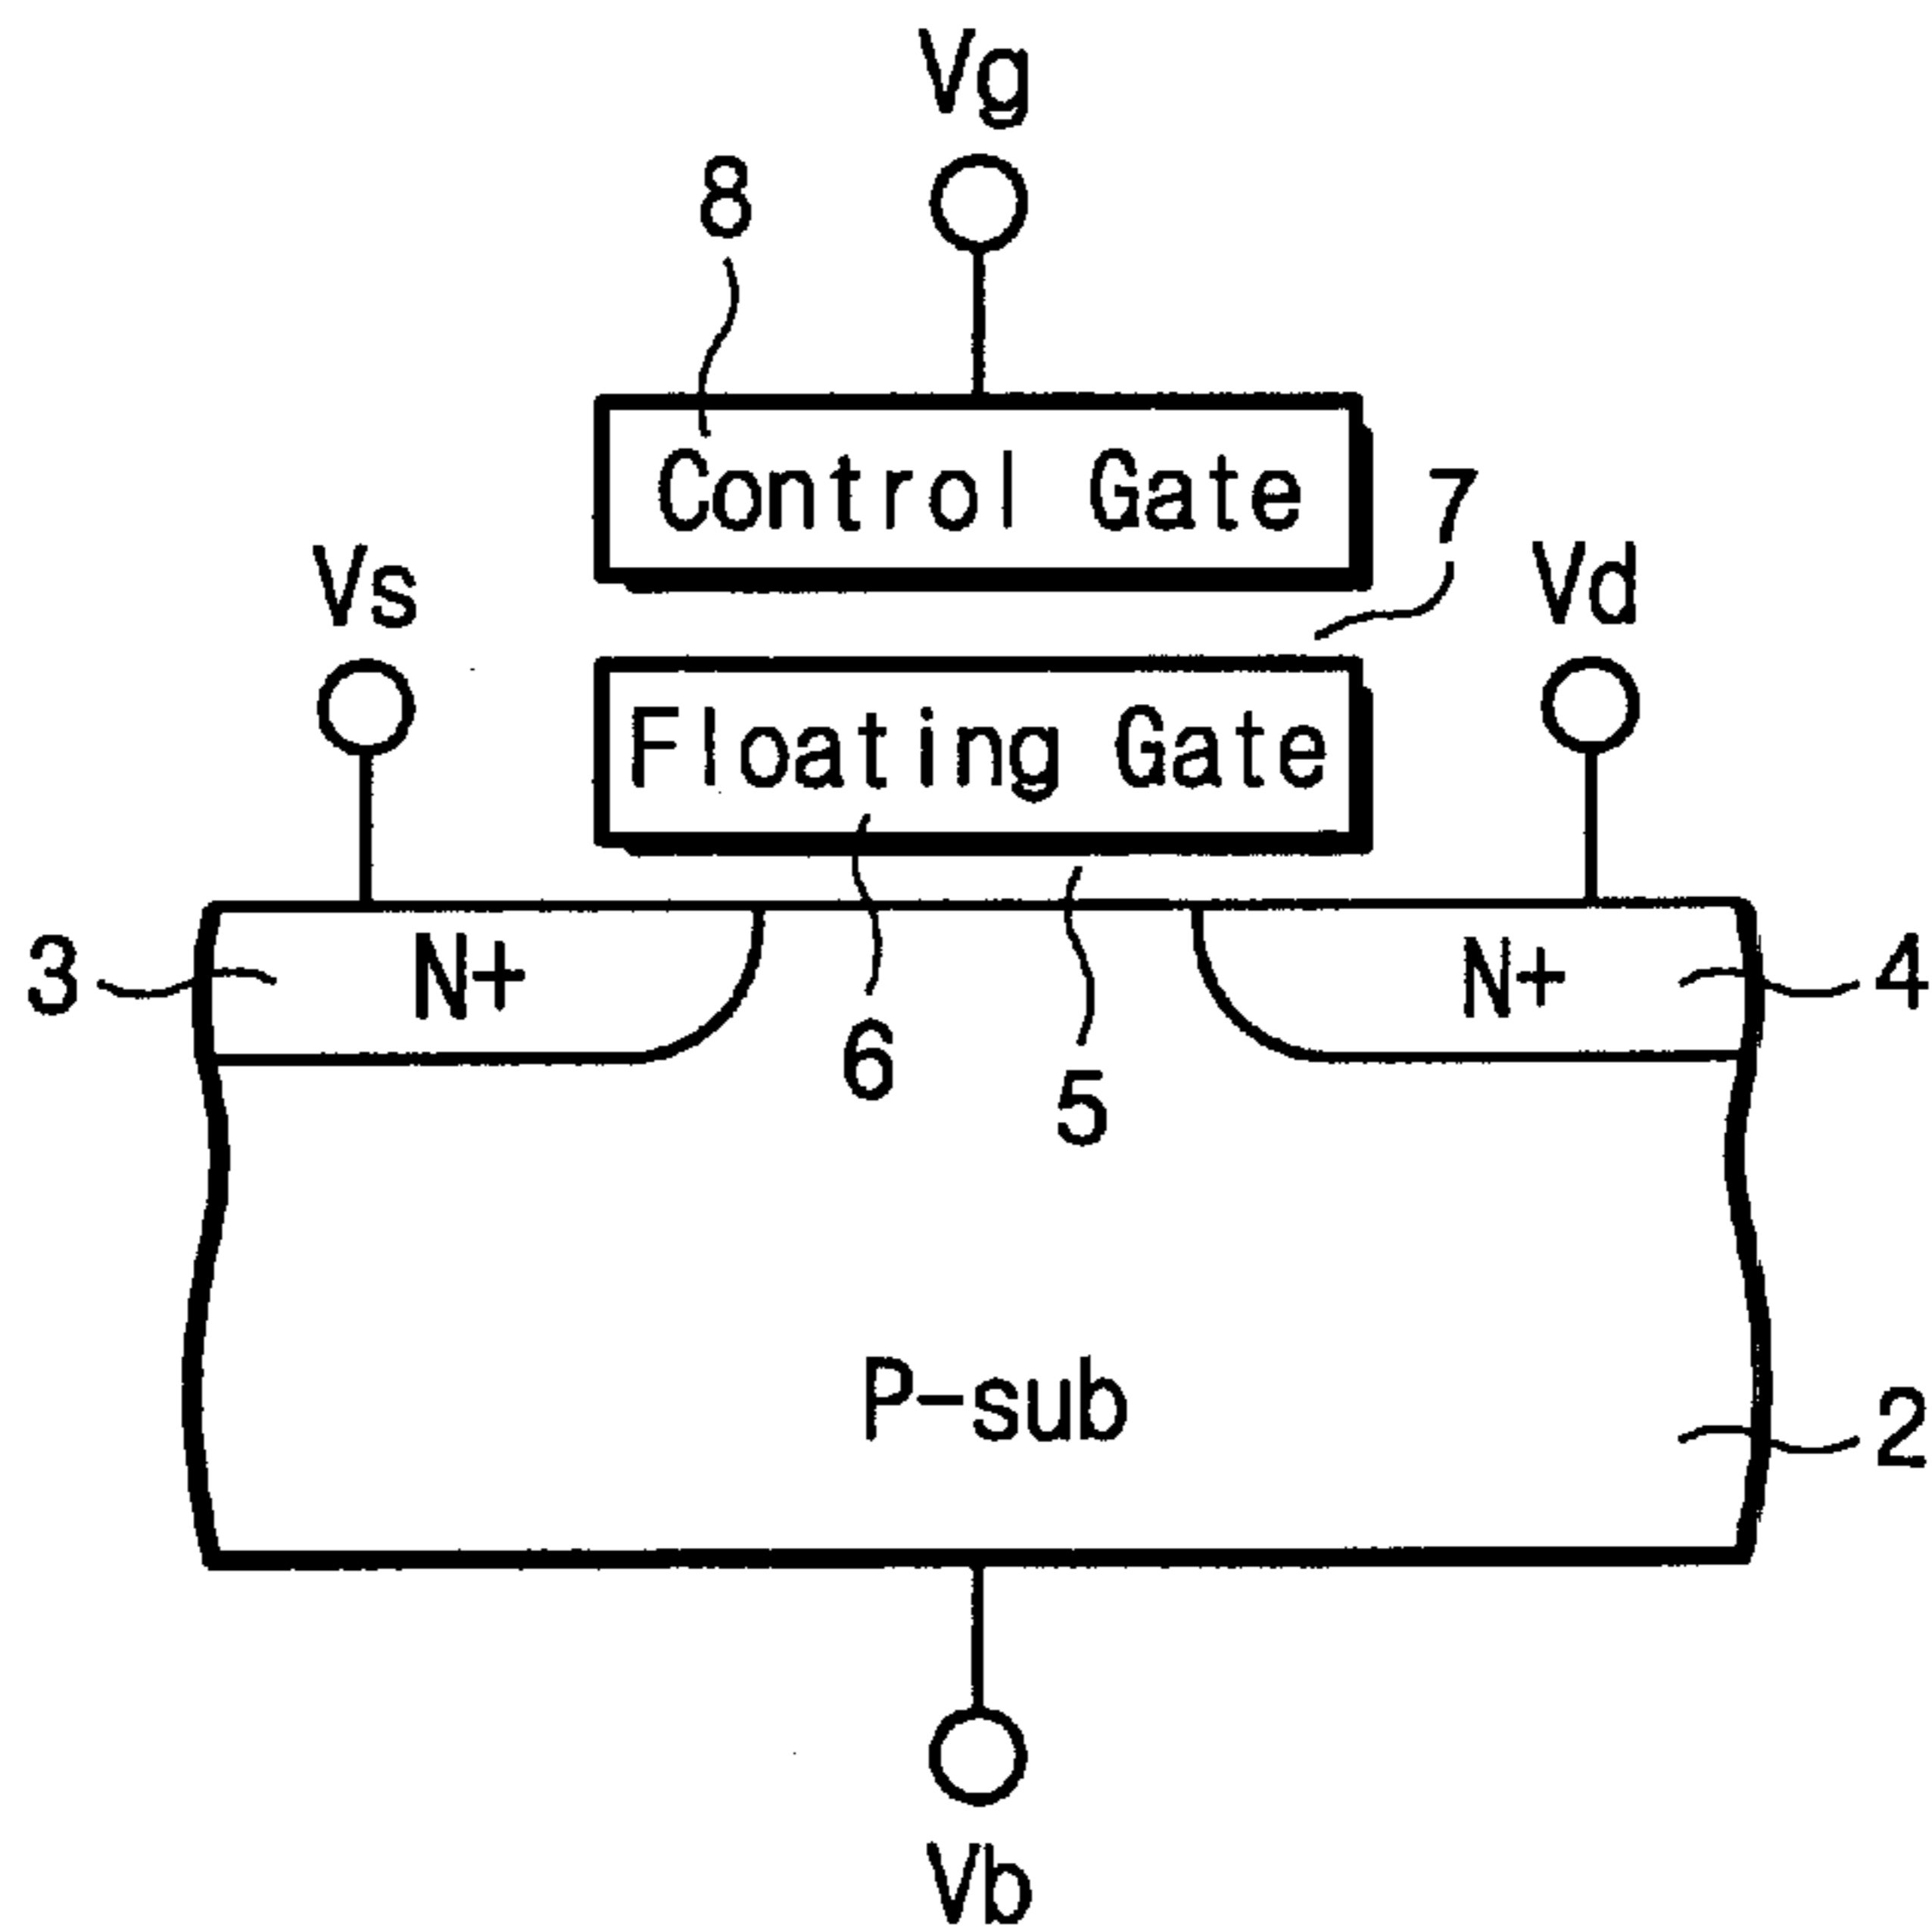 Vg
8
Control Gate
7
Vs
Vd
Floating Gate
3
N+
N+
4
6
5
P-sub
2
Vb